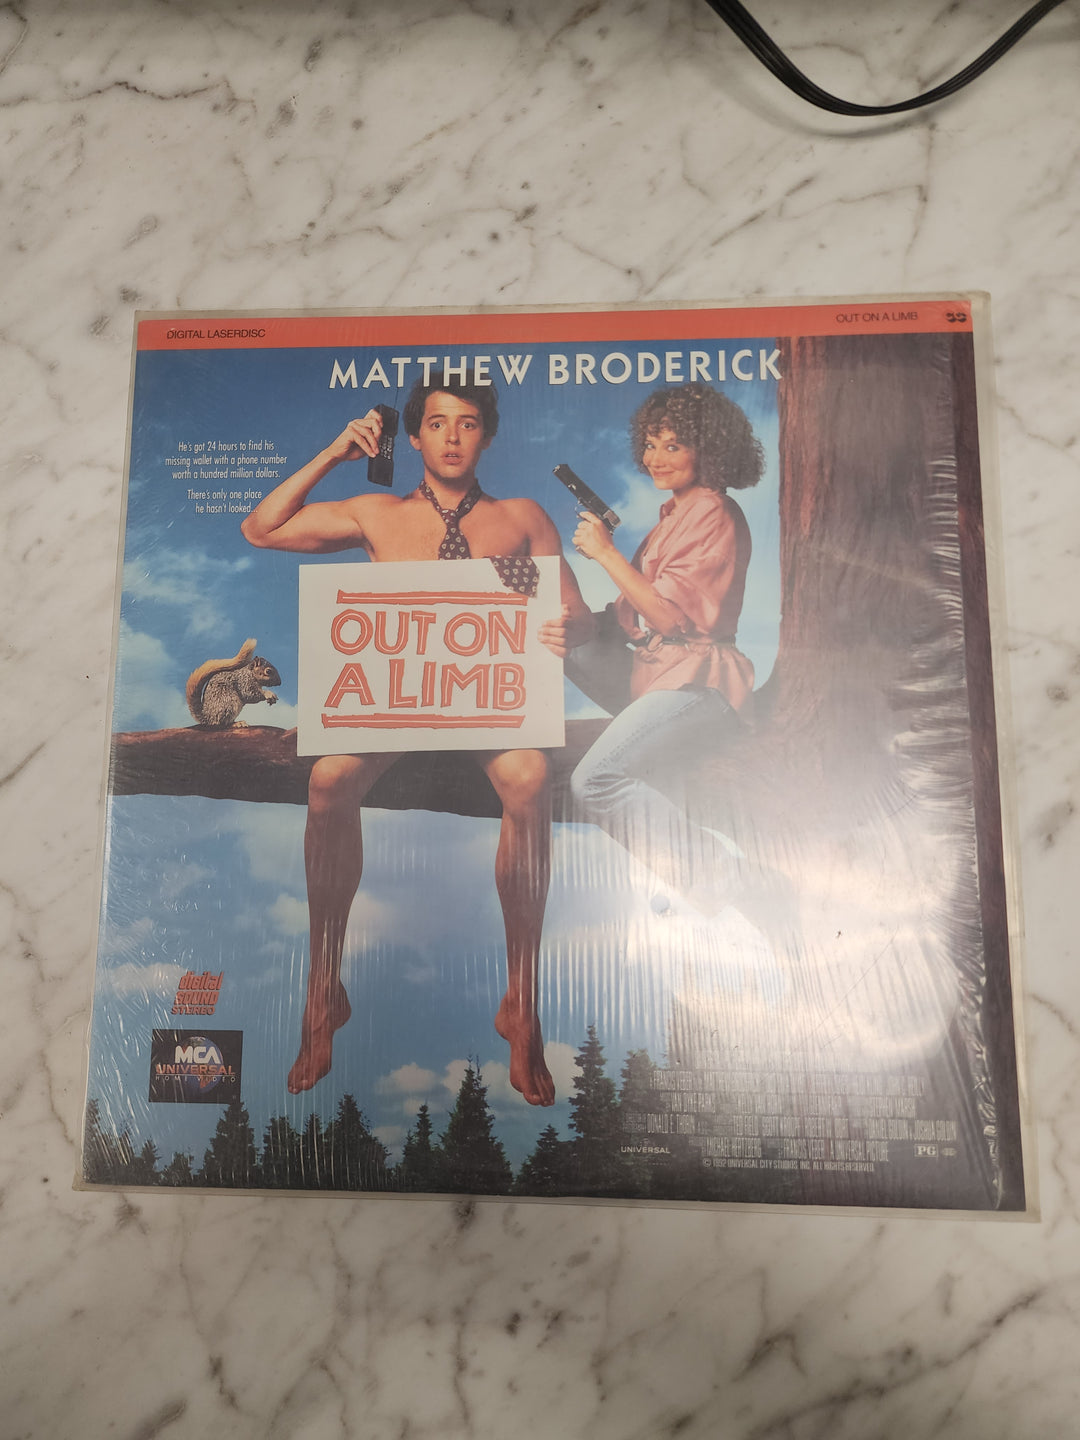 DIGITAL LASERDISC
OUT ON A LIMB
MATTHEW BRODERICK
He's got 24 hours to find his
missing wallet with a phone number
worth a hundred million dollars.
There's only one place
he hasn't looked...
OUT ON
A LIMB
digital
SOUND
STEREO
MCA
UNIVERSAL
HOME VIDEO
UNIVERSAL
A UNIVERSAL PICTURE
PG
© 1992 UNIVERSAL CITY STUDIOS, INC. ALL RIGHTS RESERVED.